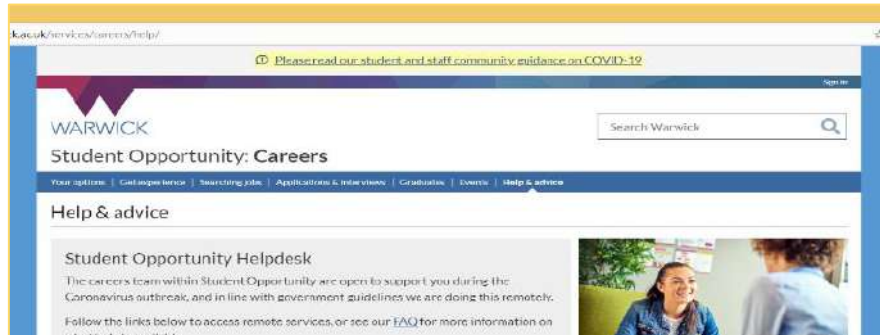 k.ac.uk/services/careers/help/
Please read our student and staff community guidance on COVID-19
Sign in
WARWICK
Search Warwick
Student Opportunity: Careers
Your options | Get experience | Searching jobs | Applications & interviews | Graduates | Events | Help & advice
Help & advice
Student Opportunity Helpdesk
The careers team within Student Opportunity are open to support you during the
Coronavirus outbreak, and in line with government guidelines we are doing this remotely.
Follow the links below to access remote services, or see our FAQ for more information on